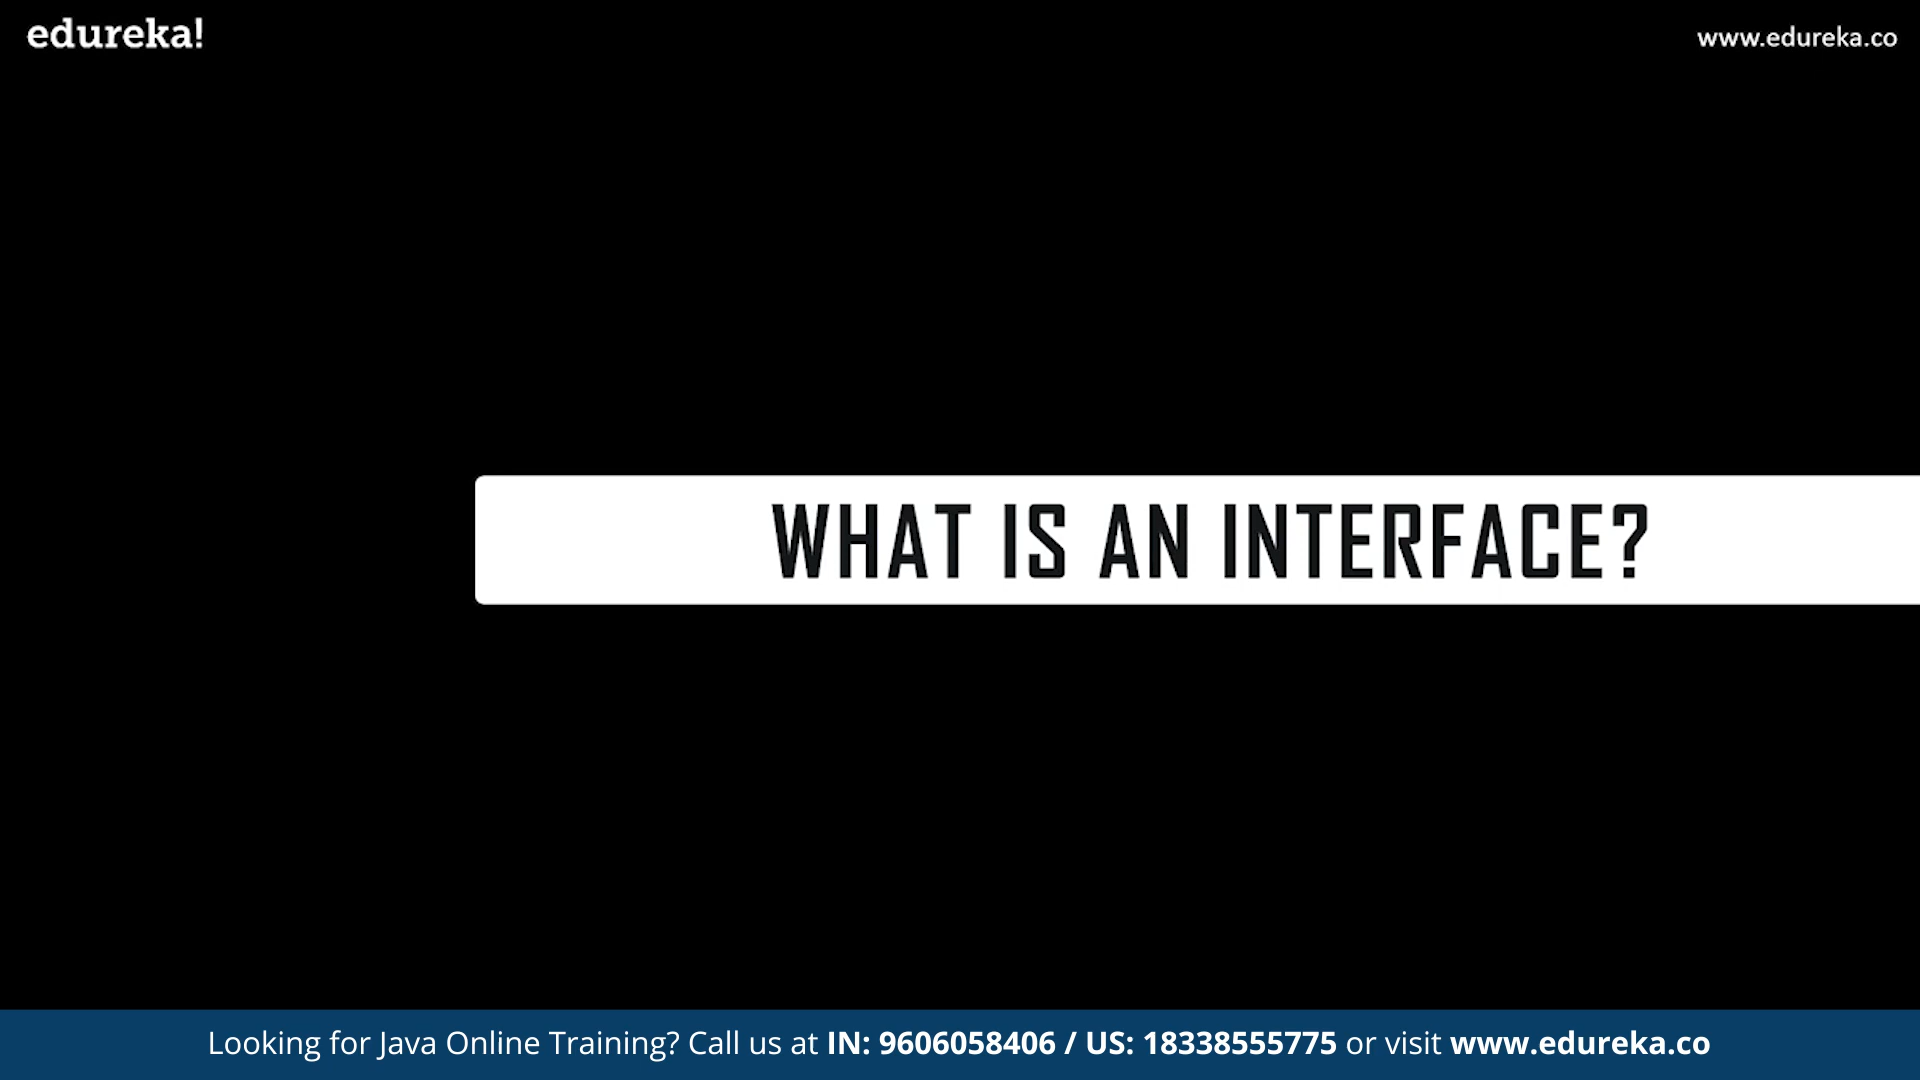 edureka!
www.edureka.co
WHAT IS AN INTERFACE?
Looking for Java Online Training? Call us at IN: 9606058406 / US: 18338555775 or visit www.edureka.co